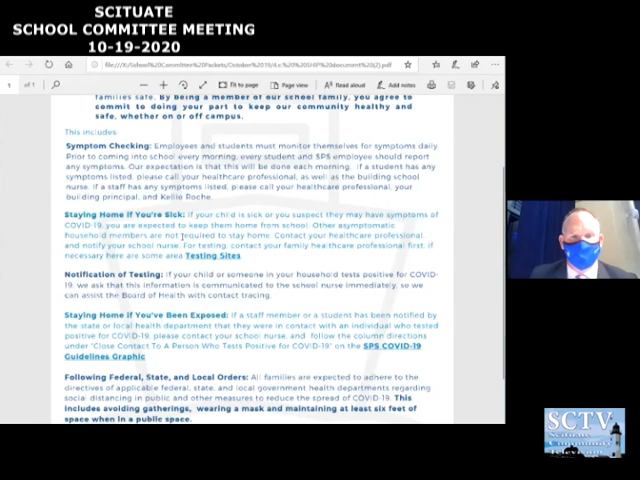 SCITUATE
SCHOOL COMMITTEE MEETING
10-19-2020
1 of 1
Fit to page
Page view
Read aloud
Add notes
families safe. By being a member of our school family, you agree to
commit to doing your part to keep our community healthy and
safe, whether on or off campus.
This includes.
Symptom Checking: Employees and students must monitor themselves for symptoms daily
Prior to coming into school every morning, every student and SPS employee should report
any symptoms. Our expectation is that this will be done each morning. If a student has any
symptoms listed, please call your healthcare professional, as well as the building school
nurse. If a staff has any symptoms listed, please call your healthcare professional, your
building principal, and Kellie Roche.
Staying Home if You're Sick: If your child is sick or you suspect they may have symptoms of
COVID-19, you are expected to keep them home from school. Other asymptomatic
household members are not required to stay home. Contact your healthcare professional,
and notify your school nurse. For testing, contact your family healthcare professional first, if
necessary here are some area Testing Sites
Notification of Testing: If your child or someone in your household tests positive for COVID-
19, we ask that this information is communicated to the school nurse immediately, so we
can assist the Board of Health with contact tracing.
Staying Home if You've Been Exposed: If a staff member or a student has been notified by
the state or local health department that they were in contact with an individual who tested
positive for COVID-19, please contact your school nurse, and follow the column directions
under "Close Contact To A Person Who Tests Positive for COVID-19" on the SPS COVID-19
Guidelines Graphic
Following Federal, State, and Local Orders: All families are expected to adhere to the
directives of applicable federal, state, and local government health departments regarding
social distancing in public and other measures to reduce the spread of COVID-19. This
includes avoiding gatherings, wearing a mask and maintaining at least six feet of
space when in a public space.
SCTV
Scituate
Community
Television